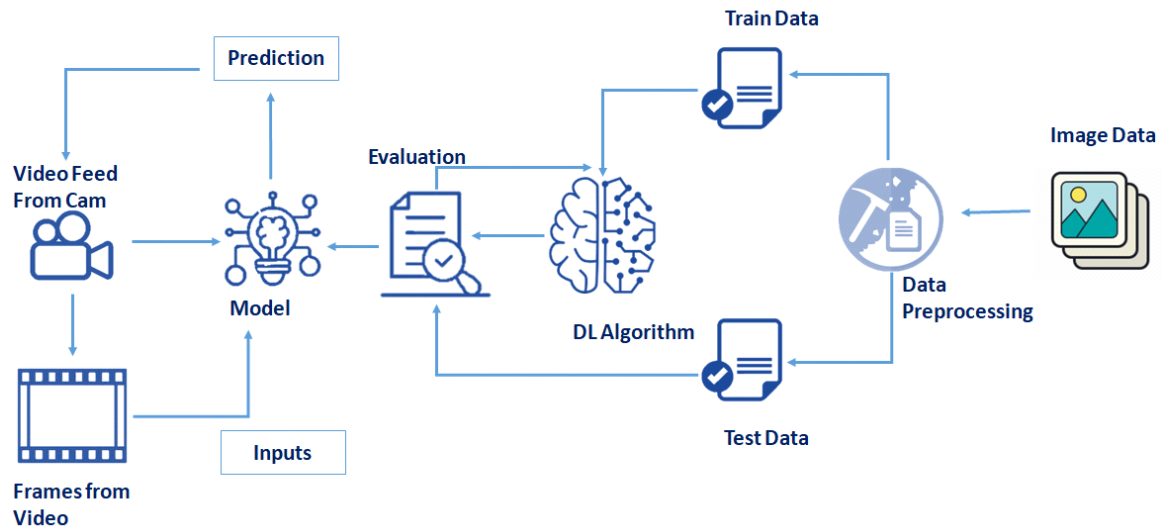 Train Data
Prediction
Image Data
Evaluation
Video Feed
From Cam
Data
Preprocessing
Model
DL Algorithm
Test Data
Inputs
Frames from
Video